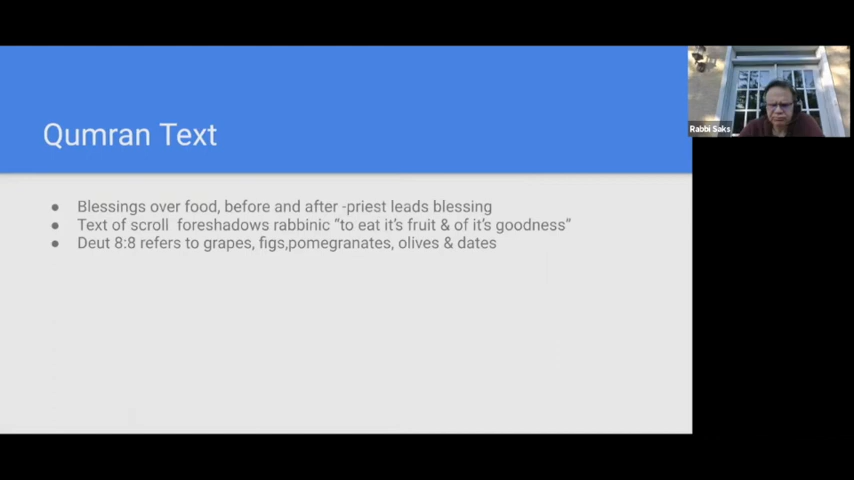 Qumran Text
Rabbi Saks
● Blessings over food, before and after -priest leads blessing
● Text of scroll foreshadows rabbinic “to eat it’s fruit & of it’s goodness”
● Deut 8:8 refers to grapes, figs,pomegranates, olives & dates